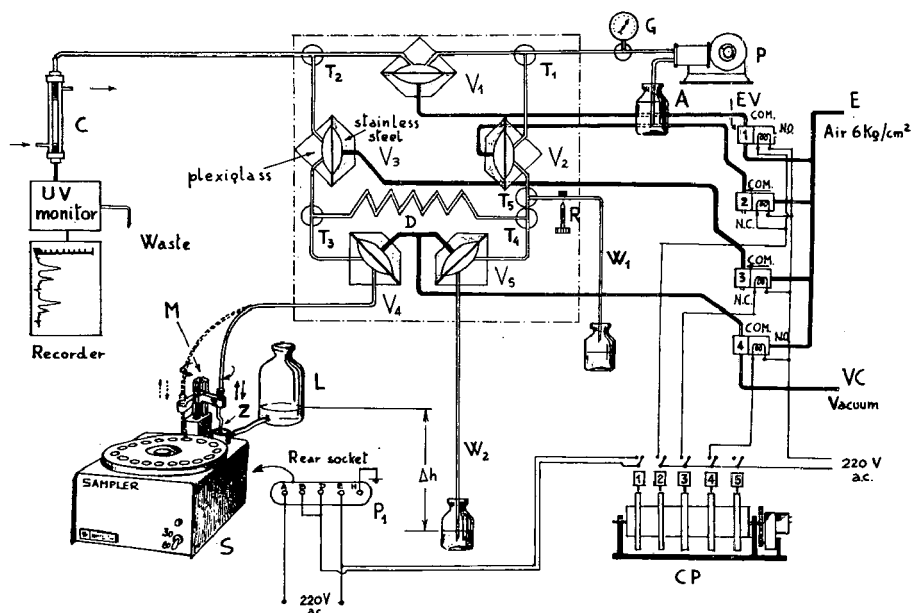 G
P
T2
T1
V1
A
EV
COM.
E
1
N.O.
Air 6 Kg/cm²
C
stainless
steel
plexiglass
V3
V2
COM.
2
N.C.
UV
monitor
Waste
T5
R
D
T3
T4
W1
COM.
3
N.C.
V4
V5
COM.
4
N.O.
Recorder
M
VC
Vacuum
L
Z
W2
Δh
Rear socket
A B D E H
P1
220 V
a.c.
SAMPLER
30
60
S
1 2 3 4 5
CP
220V
a.c.